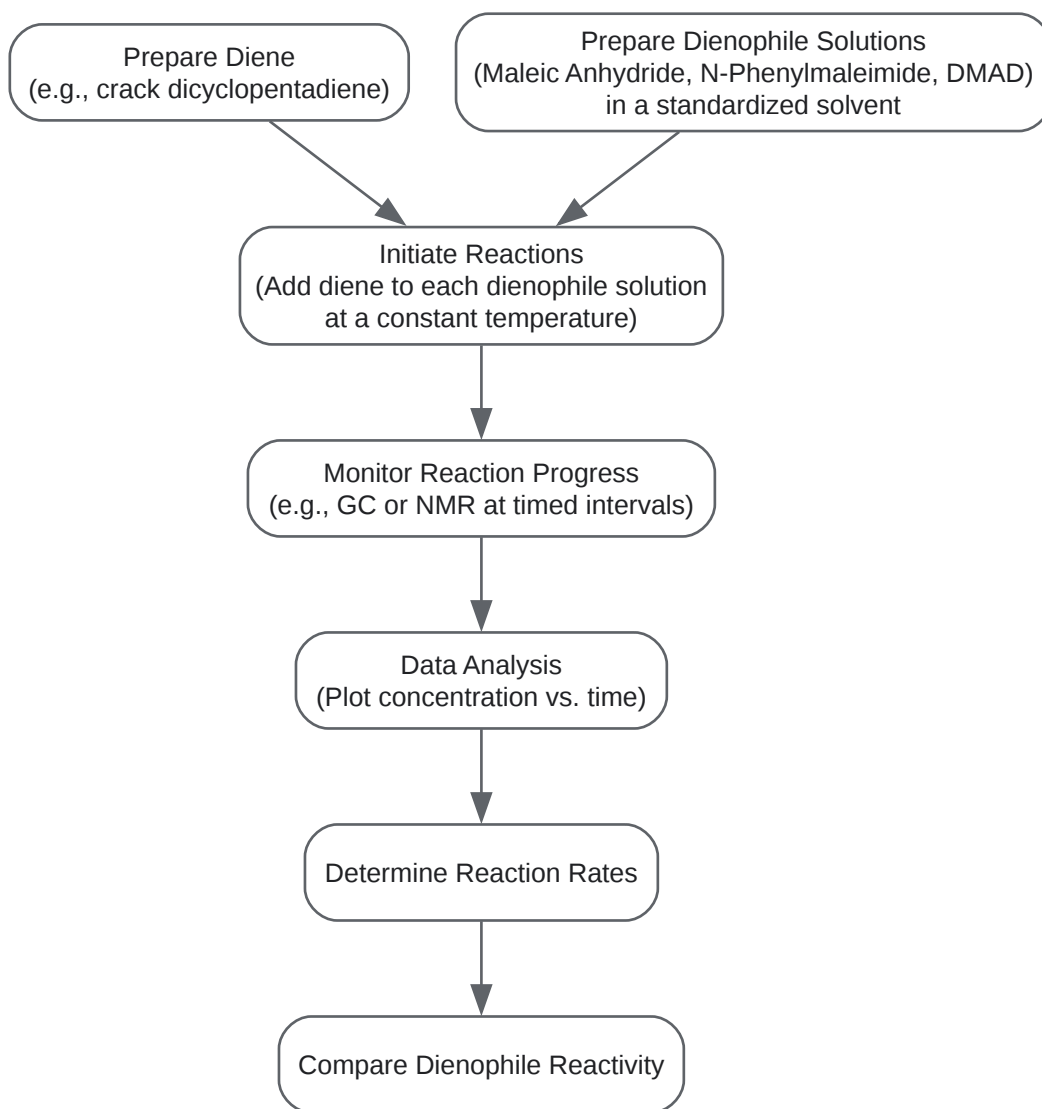 Prepare Diene
(e.g., crack dicyclopentadiene)
Prepare Dienophile Solutions
(Maleic Anhydride, N-Phenylmaleimide, DMAD)
in a standardized solvent
Initiate Reactions
(Add diene to each dienophile solution
at a constant temperature)
Monitor Reaction Progress
(e.g., GC or NMR at timed intervals)
Data Analysis
(Plot concentration vs. time)
Determine Reaction Rates
Compare Dienophile Reactivity